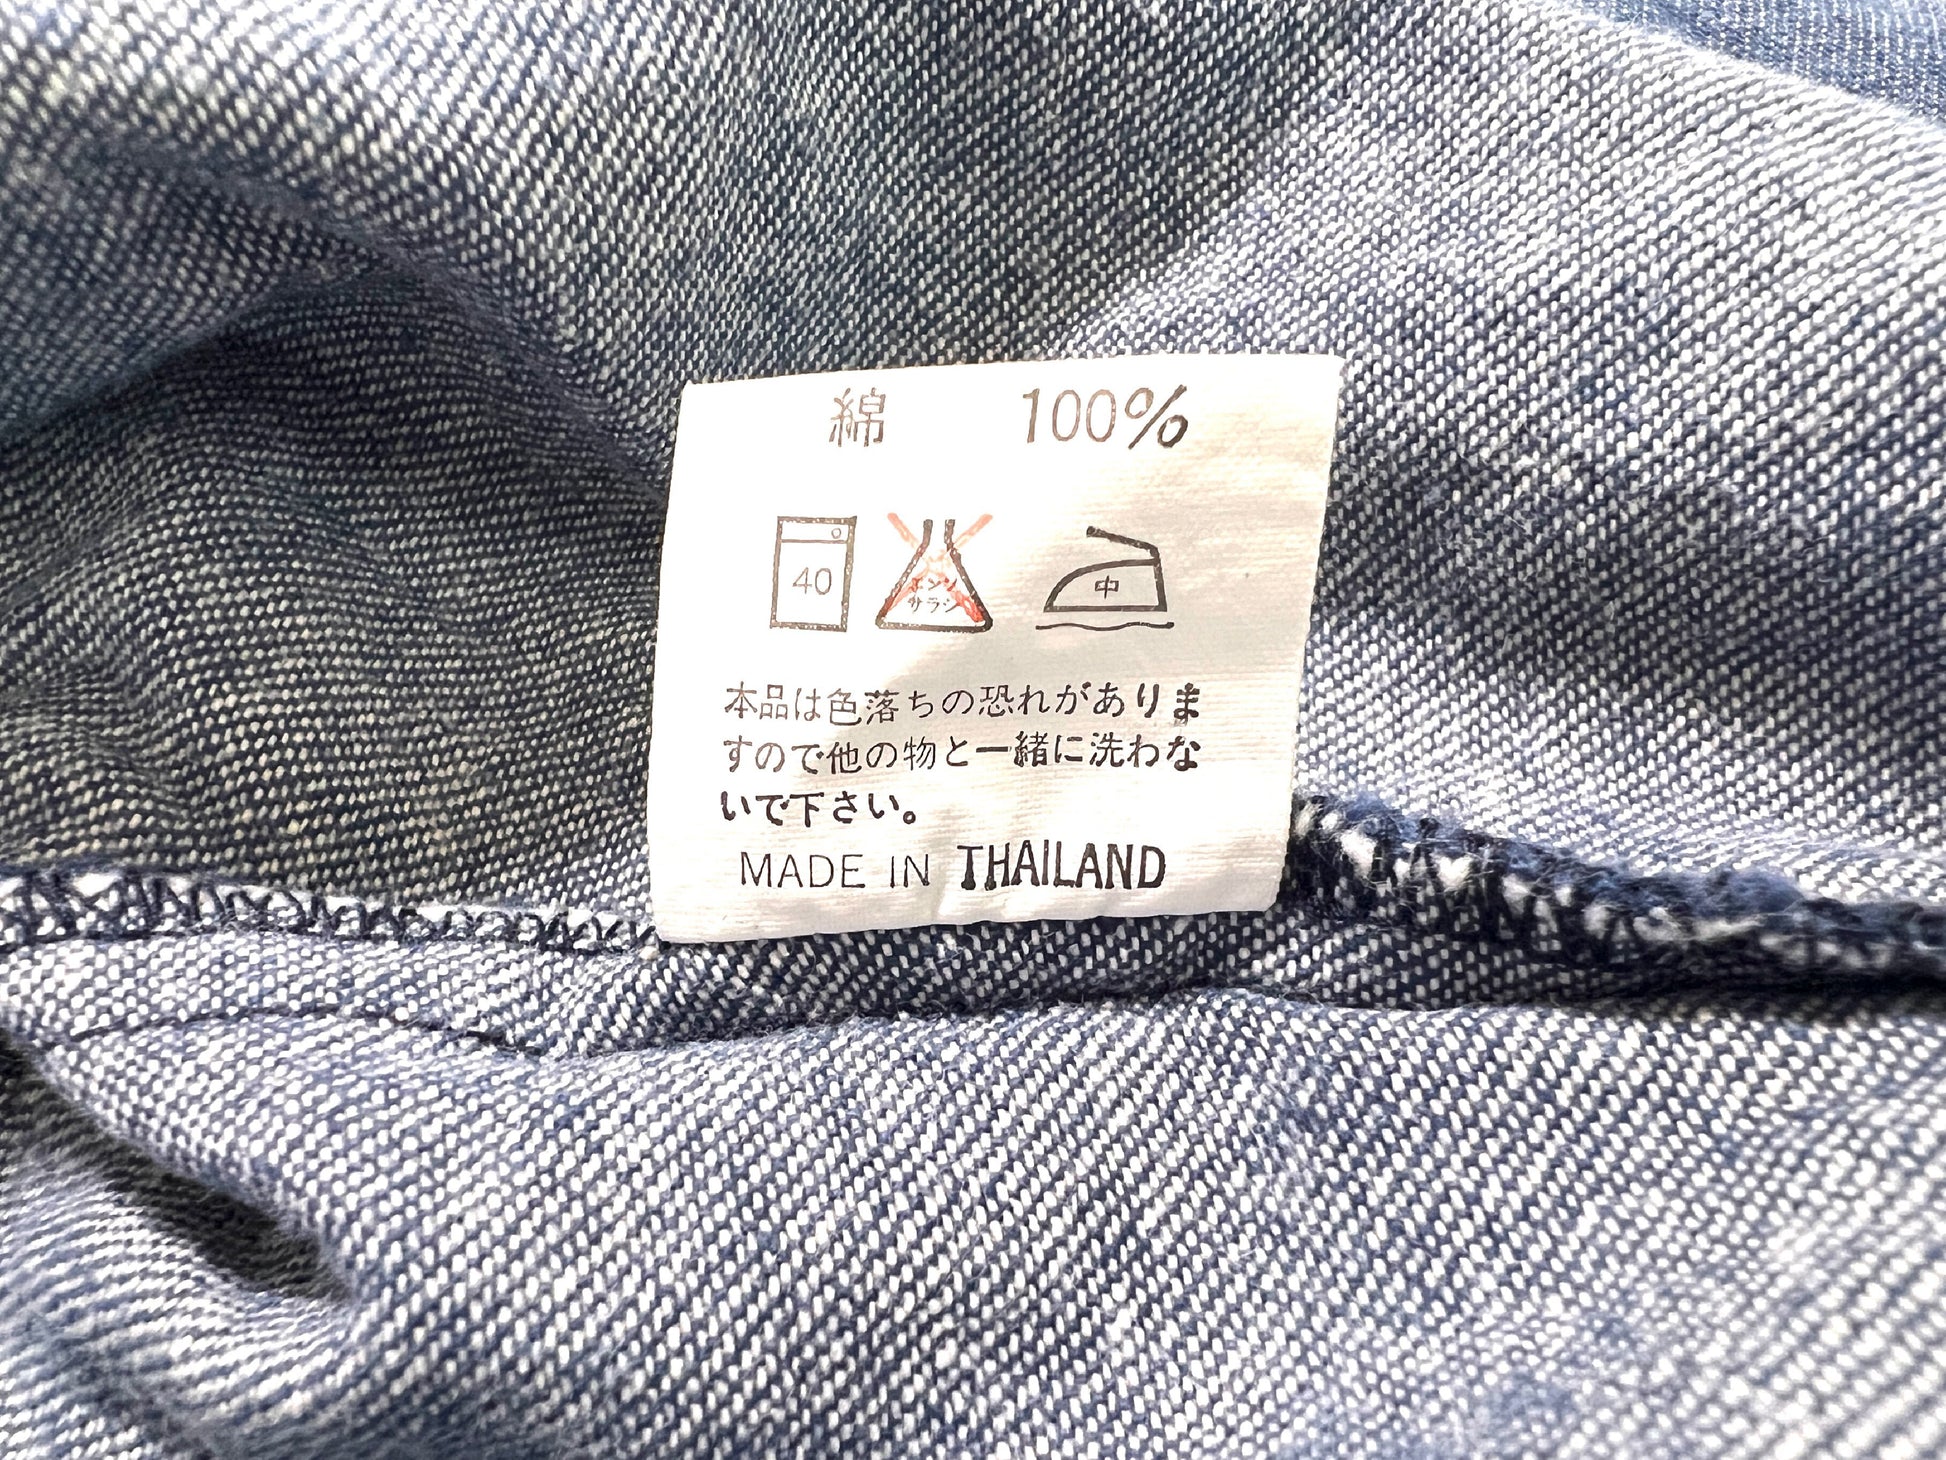 綿 100%
40 エンソ 中
サラシ
本品は色落ちの恐れがありま
すので他の物と一緒に洗わな
いで下さい。
MADE IN THAILAND